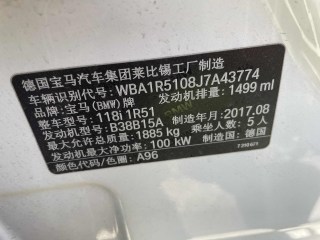 德国宝马汽车集团莱比锡工厂制造
车辆识别代号: WBA1R5108J7A43774
品牌: 宝马(BMW)牌 发动机排量: 1499 ml
整车型号: 118i 1R51
发动机型号: B38B15A 制造年月: 2017.08
最大允许总质量: 1885 kg 乘坐人数: 5 人
发动机最大净功率: 100 kW 制造国: 德国
颜色代码/色圈: A96